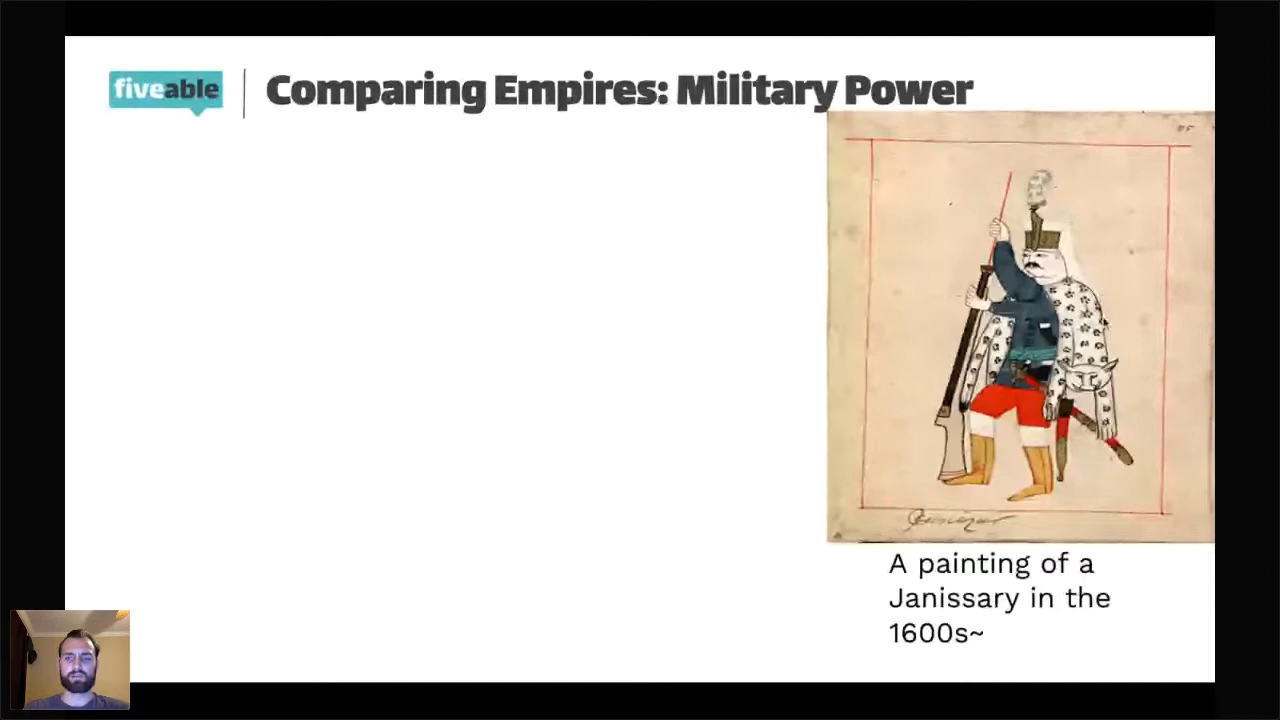 fiveable
Comparing Empires: Military Power
A painting of a
Janissary in the
1600s~